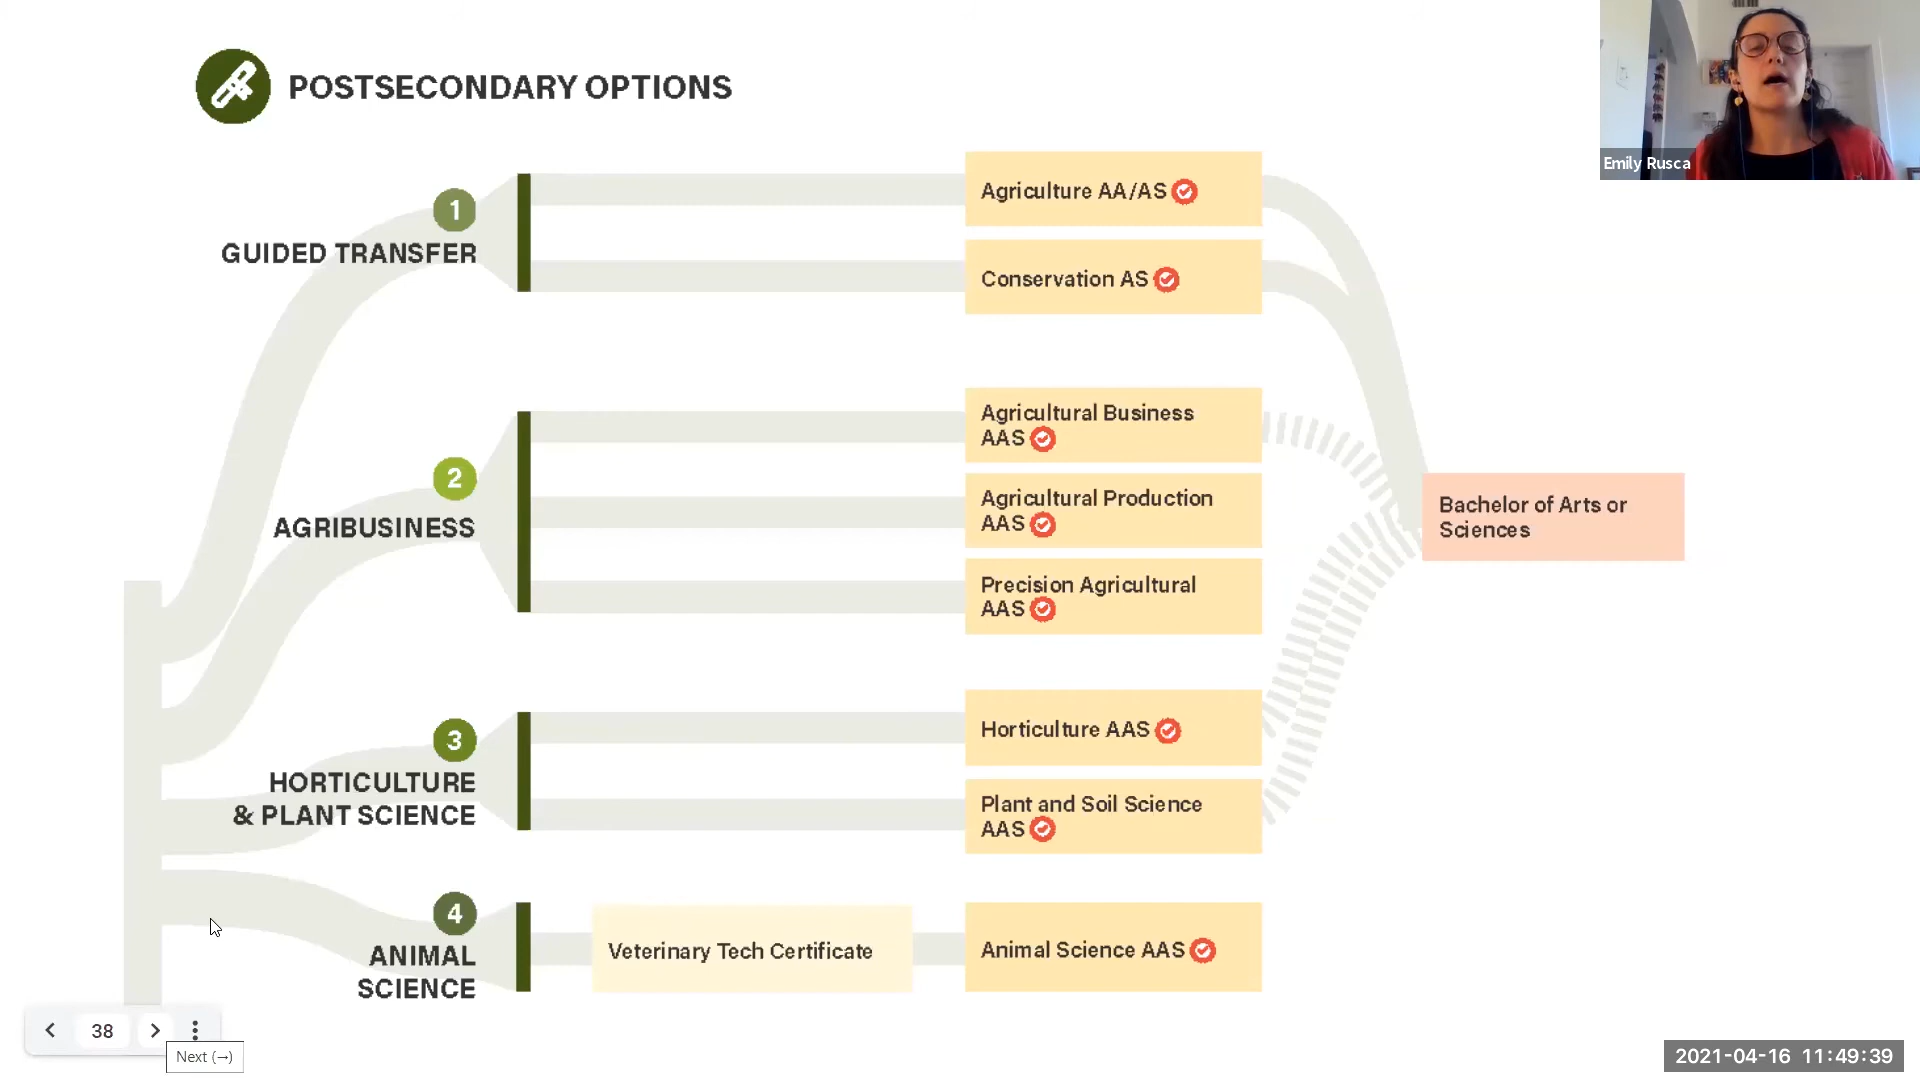 POSTSECONDARY OPTIONS
Emily Rusca
1
GUIDED TRANSFER
Agriculture AA/AS
Conservation AS
2
AGRIBUSINESS
Agricultural Business
AAS
Agricultural Production
AAS
Precision Agricultural
AAS
Bachelor of Arts or
Sciences
3
HORTICULTURE
& PLANT SCIENCE
Horticulture AAS
Plant and Soil Science
AAS
4
ANIMAL
SCIENCE
Veterinary Tech Certificate
Animal Science AAS
38
Next (→)
2021-04-16 11:49:39